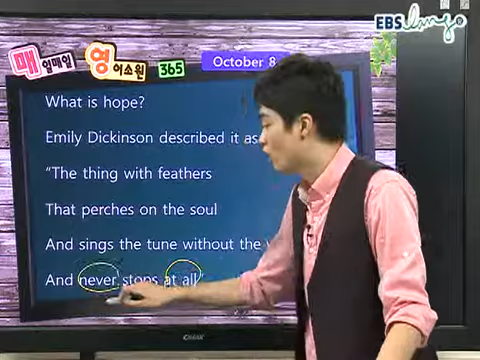 EBSlang
매일매일 영어소원 365
October 8
What is hope?
Emily Dickinson described it as
"The thing with feathers
That perches on the soul
And sings the tune without the
And never stops at all